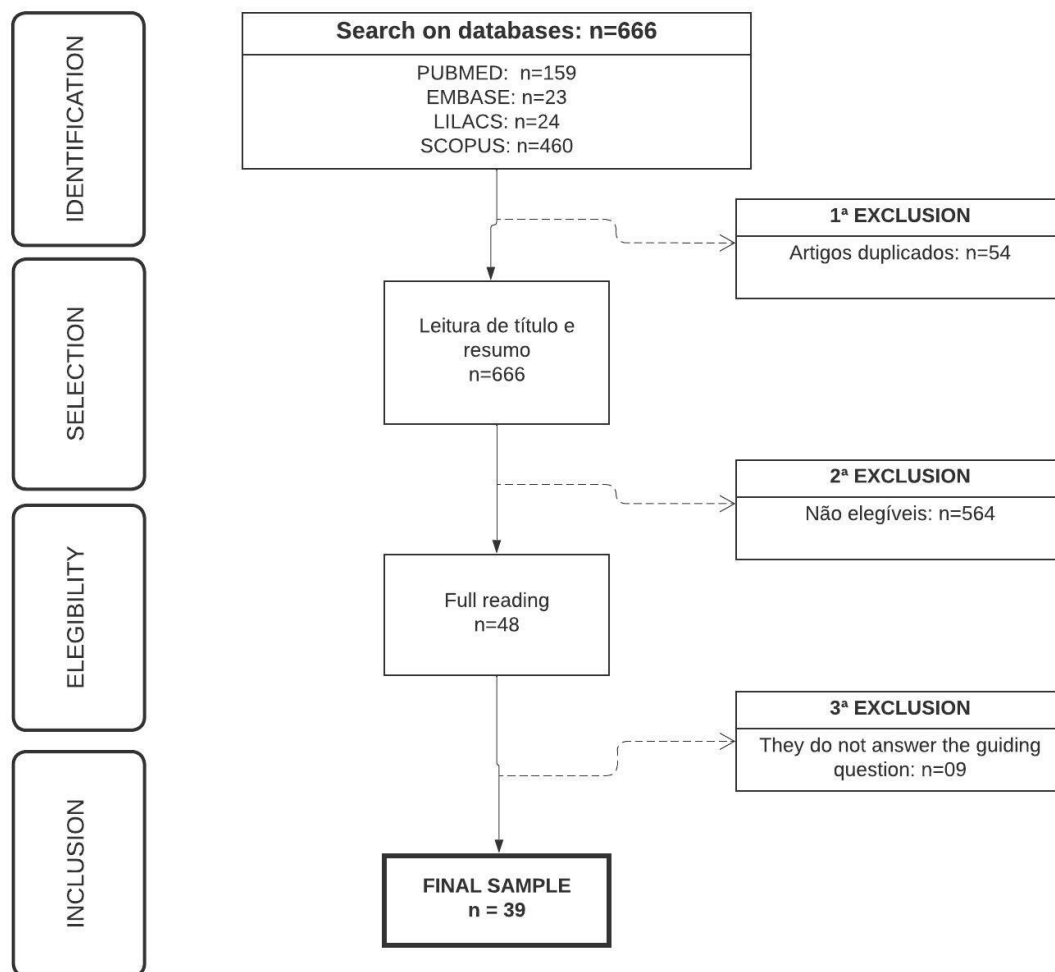 IDENTIFICATION
Search on databases: n=666
PUBMED: n=159
EMBASE: n=23
LILACS: n=24
SCOPUS: n=460
1ª EXCLUSION
Artigos duplicados: n=54
SELECTION
Leitura de título e
resumo
n=666
2ª EXCLUSION
Não elegíveis: n=564
ELEGIBILITY
Full reading
n=48
3ª EXCLUSION
They do not answer the guiding
question: n=09
INCLUSION
FINAL SAMPLE
n = 39